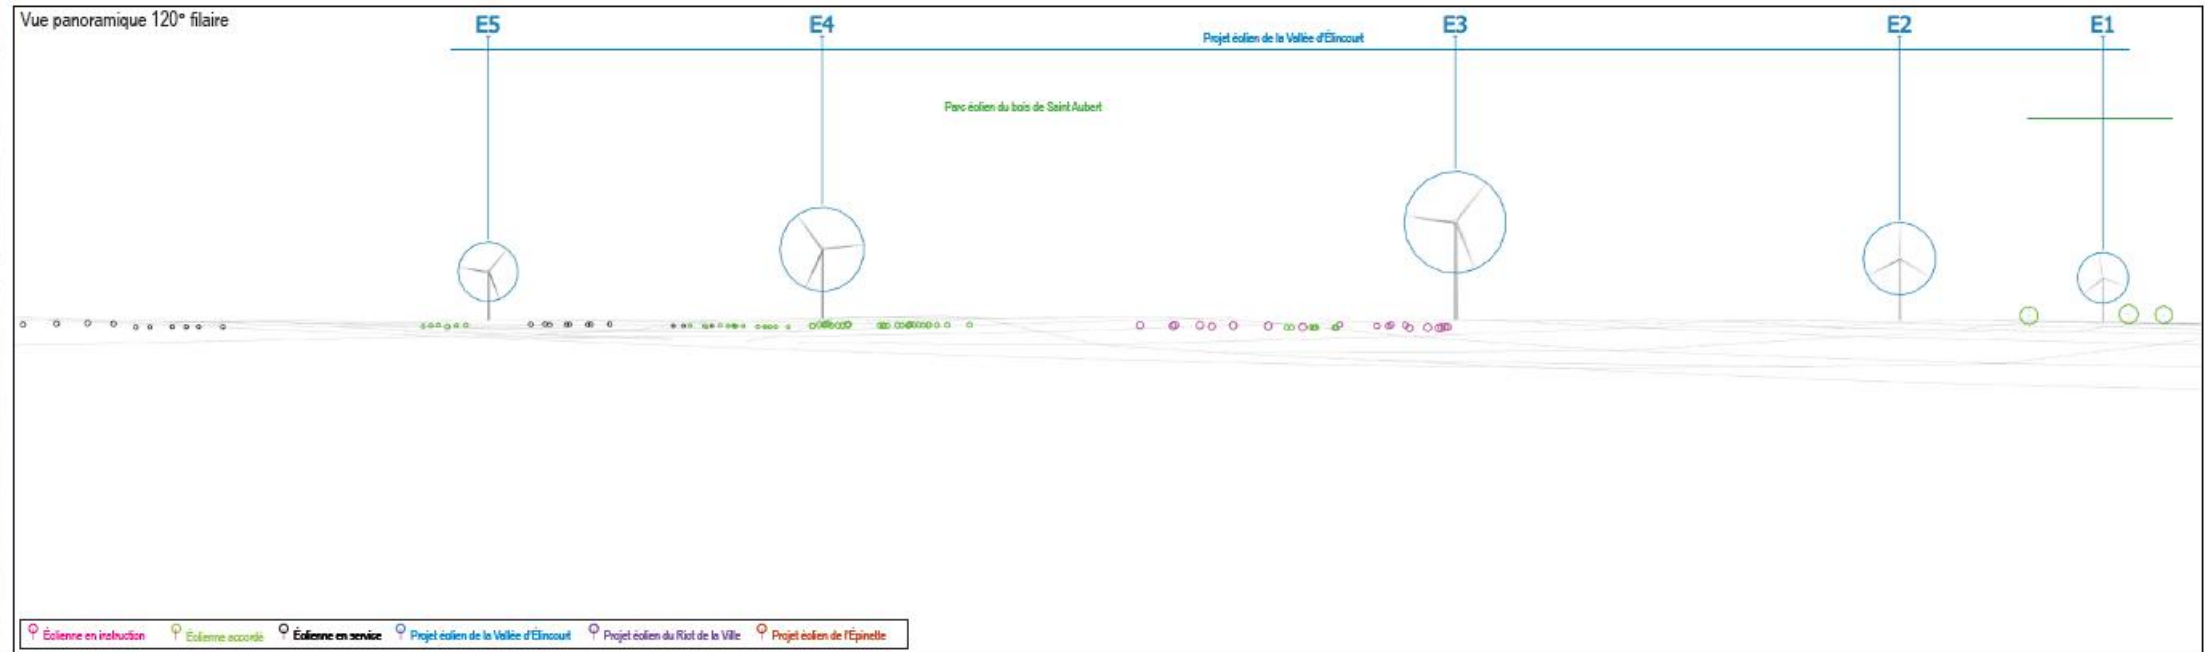 Vue panoramique 120° filaire
E5 E4 E3 E2 E1
Projet éolien de la Vallée d'Élincourt
Parc éolien du bois de Saint Aubert
Éolienne en instruction Éolienne accordé Éolienne en service Projet éolien de la Vallée d'Élincourt Projet éolien du Riot de la Ville Projet éolien de l'Épinette